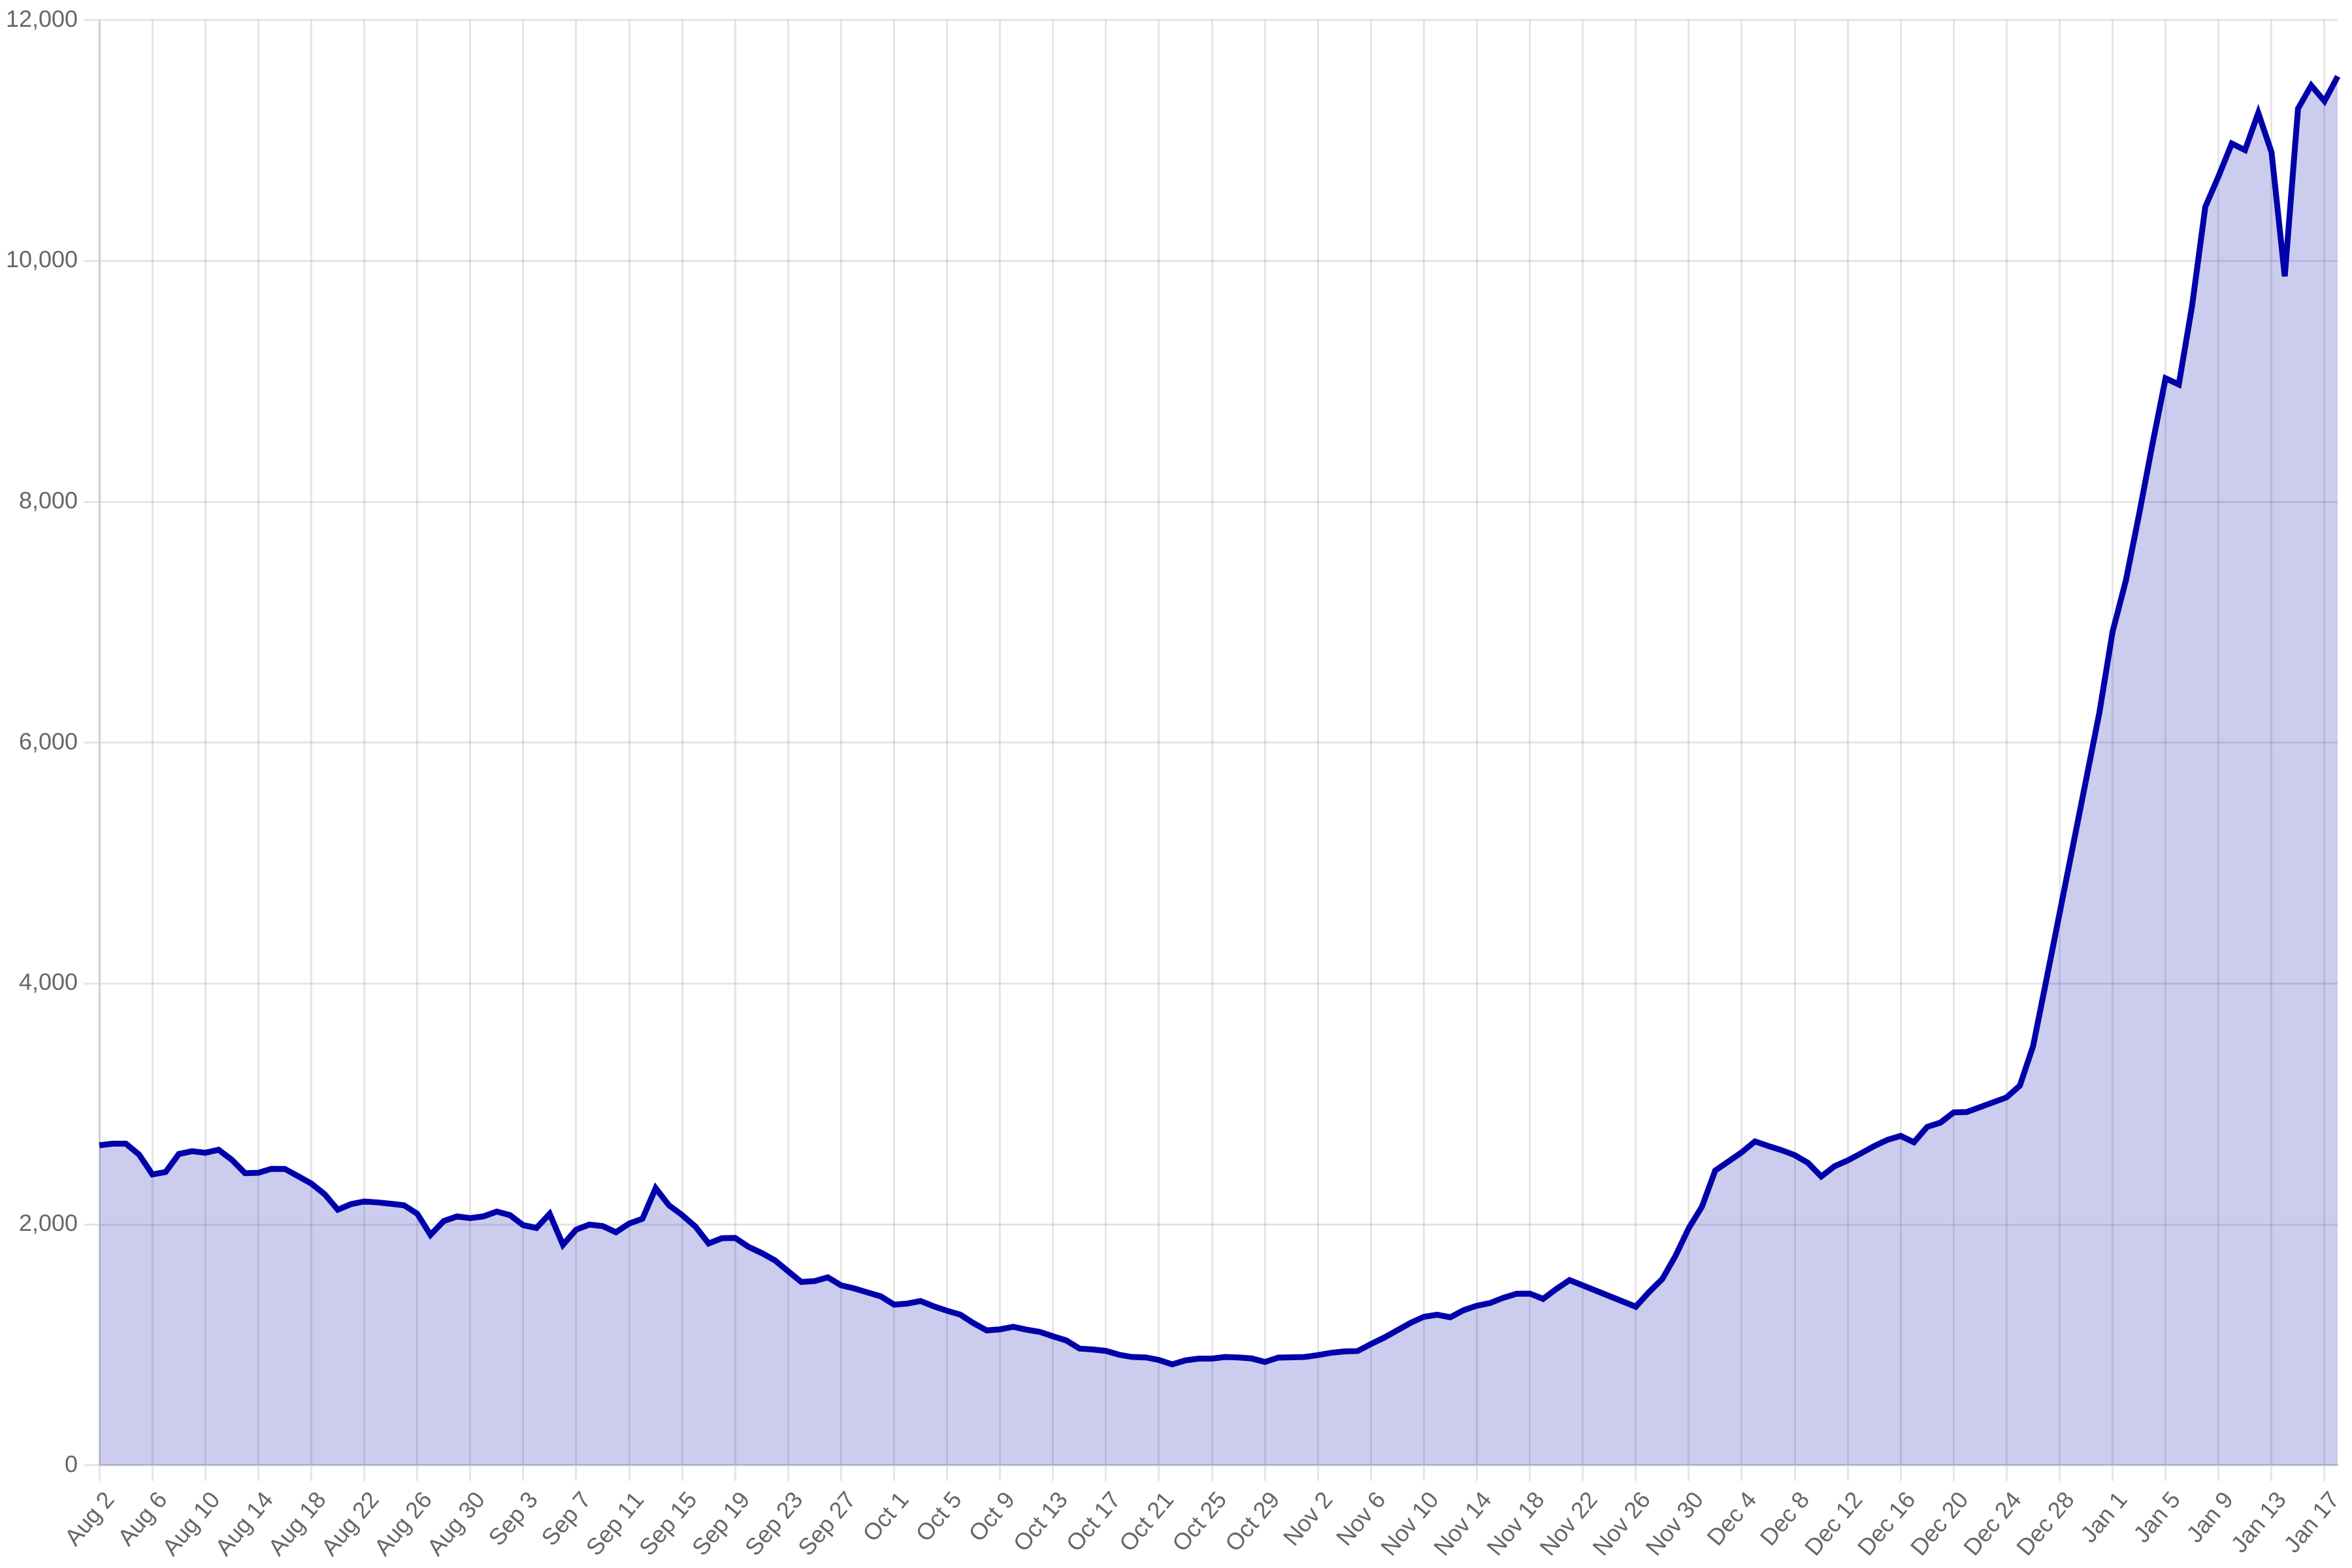 12,000
10,000
8,000
6,000
4,000
2,000
0
Aug 2
Aug 6
Aug 10
Aug 14
Aug 18
Aug 22
Aug 26
Aug 30
Sep 3
Sep 7
Sep 11
Sep 15
Sep 19
Sep 23
Sep 27
Oct 1
Oct 5
Oct 9
Oct 13
Oct 17
Oct 21
Oct 25
Oct 29
Nov 2
Nov 6
Nov 10
Nov 14
Nov 18
Nov 22
Nov 26
Nov 30
Dec 4
Dec 8
Dec 12
Dec 16
Dec 20
Dec 24
Dec 28
Jan 1
Jan 5
Jan 9
Jan 13
Jan 17